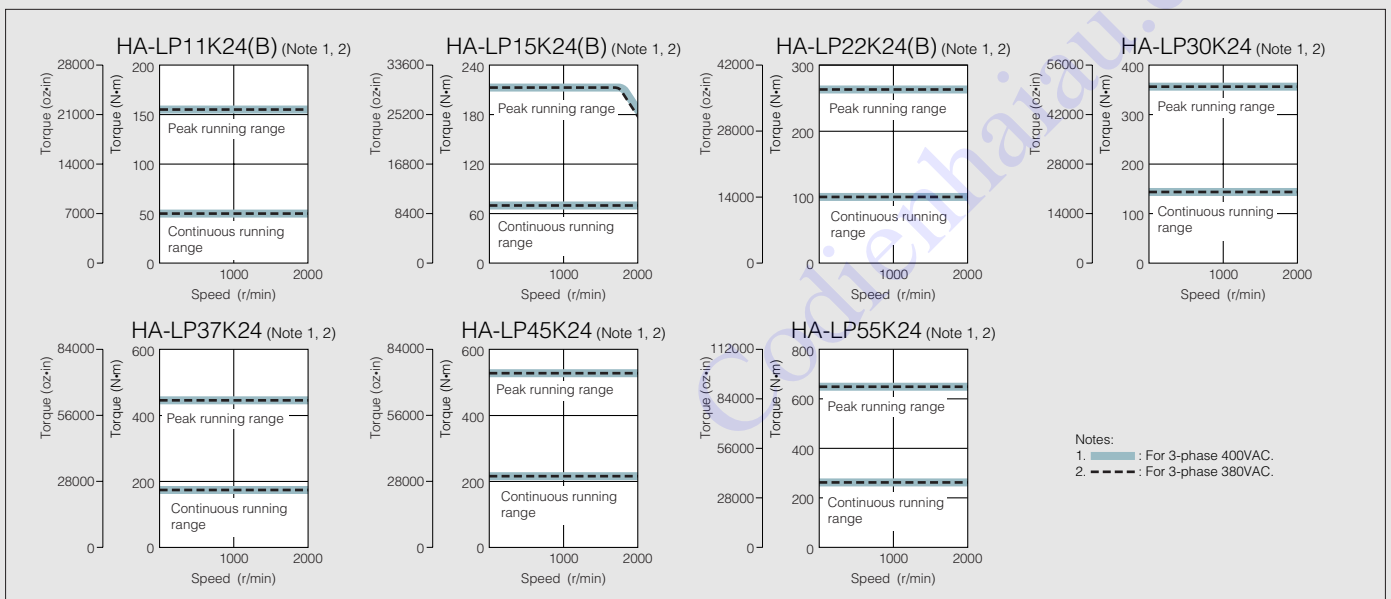 HA-LP11K24(B) (Note 1, 2)
Torque (oz•in)
28000
21000
14000
7000
0
Torque (N•m)
200
150
100
50
0
Peak running range
Continuous running
range
1000
2000
Speed (r/min)
HA-LP15K24(B) (Note 1, 2)
Torque (oz•in)
33600
25200
16800
8400
0
Torque (N•m)
240
180
120
60
0
Peak running range
Continuous running
range
1000
2000
Speed (r/min)
HA-LP22K24(B) (Note 1, 2)
Torque (oz•in)
42000
28000
14000
0
Torque (N•m)
300
200
100
0
Peak running range
Continuous running
range
1000
2000
Speed (r/min)
HA-LP30K24 (Note 1, 2)
Torque (oz•in)
56000
42000
28000
14000
0
Torque (N•m)
400
300
200
100
0
Peak running range
Continuous running
range
1000
2000
Speed (r/min)
HA-LP37K24 (Note 1, 2)
Torque (oz•in)
84000
56000
28000
0
Torque (N•m)
600
400
200
0
Peak running range
Continuous running
range
1000
2000
Speed (r/min)
HA-LP45K24 (Note 1, 2)
Torque (oz•in)
84000
56000
28000
0
Torque (N•m)
600
400
200
0
Peak running range
Continuous running
range
1000
2000
Speed (r/min)
HA-LP55K24 (Note 1, 2)
Torque (oz•in)
112000
84000
56000
28000
0
Torque (N•m)
800
600
400
200
0
Peak running range
Continuous running
range
1000
2000
Speed (r/min)
Notes:
1. : For 3-phase 400VAC.
2. : For 3-phase 380VAC.
Codienhaiau.